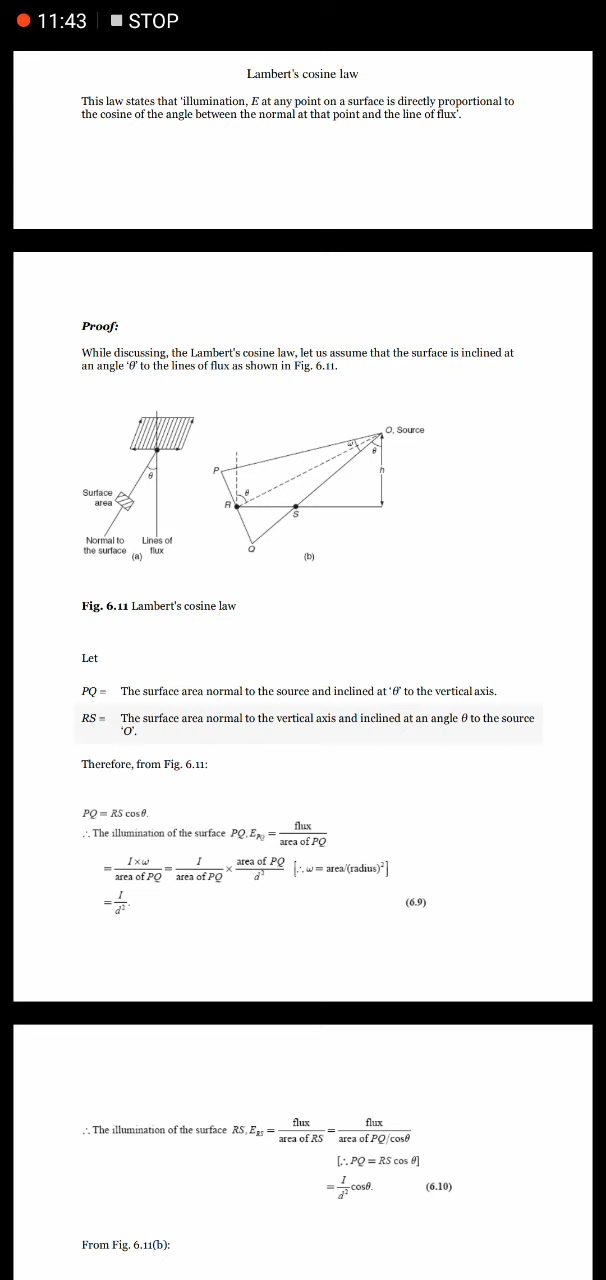 11:43 STOP
Lambert's cosine law
This law states that 'illumination, E at any point on a surface is directly proportional to
the cosine of the angle between the normal at that point and the line of flux'.
Proof:
While discussing, the Lambert's cosine law, let us assume that the surface is inclined at
an angle 'θ' to the lines of flux as shown in Fig. 6.11.
θ
Surface
area
Normal to
the surface
Lines of
flux
(a)
O, Source
ω
θ
P
h
θ
R
S
Q
(b)
Fig. 6.11 Lambert's cosine law
Let
PQ = The surface area normal to the source and inclined at 'θ' to the vertical axis.
RS = The surface area normal to the vertical axis and inclined at an angle θ to the source
'O'.
Therefore, from Fig. 6.11:
PQ = RS cosθ.
∴ The illumination of the surface PQ, E_PQ = flux / area of PQ
= I × ω / area of PQ = I / area of PQ × area of PQ / d² [∵ ω = area/(radius)²]
= I / d². (6.9)
∴ The illumination of the surface RS, E_RS = flux / area of RS = flux / area of PQ/cosθ
[∵ PQ = RS cos θ]
= I / d² cosθ. (6.10)
From Fig. 6.11(b):